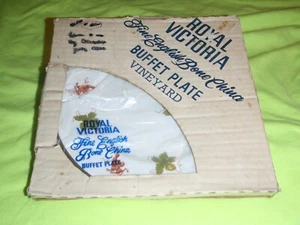 ROYAL
VICTORIA
Fine English
Bone China
BUFFET PLATE
VINEYARD
ROYAL
VICTORIA
Fine English
Bone China
BUFFET PLATE